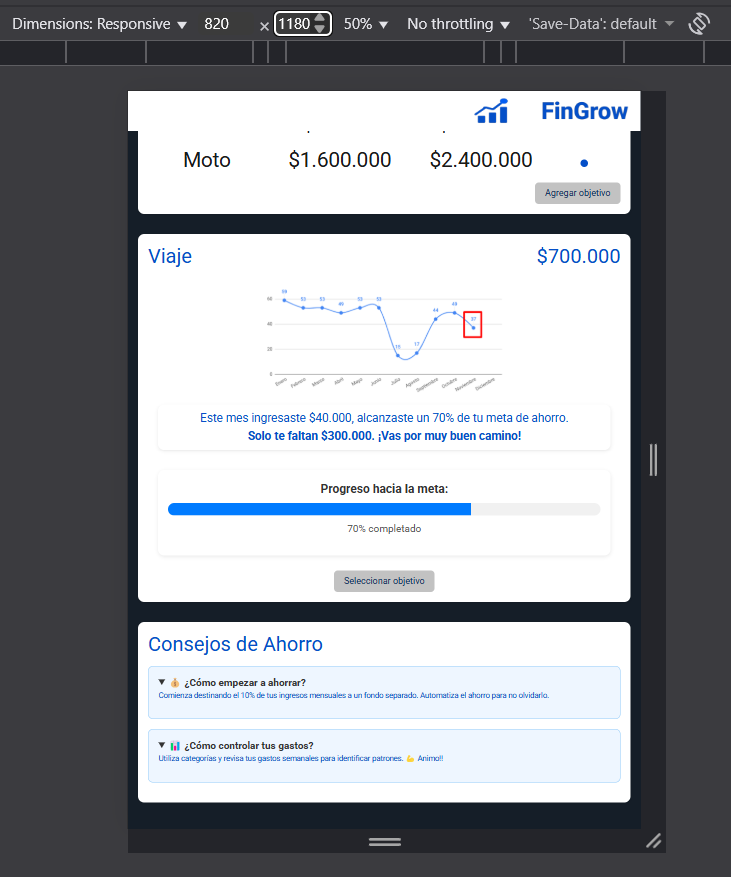 Dimensions: Responsive ▼ 820 × 1180 50% ▼ No throttling ▼ 'Save-Data': default ▼
FinGrow
Moto $1.600.000 $2.400.000
Agregar objetivo
Viaje $700.000
60
40
20
0
59 53 53 49 53 53 15 17 44 49 37
Enero Febrero Marzo Abril Mayo Junio Julio Agosto Septiembre Octubre Noviembre Diciembre
Este mes ingresaste $40.000, alcanzaste un 70% de tu meta de ahorro.
Solo te faltan $300.000. ¡Vas por muy buen camino!
Progreso hacia la meta:
70% completado
Seleccionar objetivo
Consejos de Ahorro
▼ 💰 ¿Cómo empezar a ahorrar?
Comienza destinando el 10% de tus ingresos mensuales a un fondo separado. Automatiza el ahorro para no olvidarlo.
▼ 📊 ¿Cómo controlar tus gastos?
Utiliza categorías y revisa tus gastos semanales para identificar patrones. 💪 Animo!!